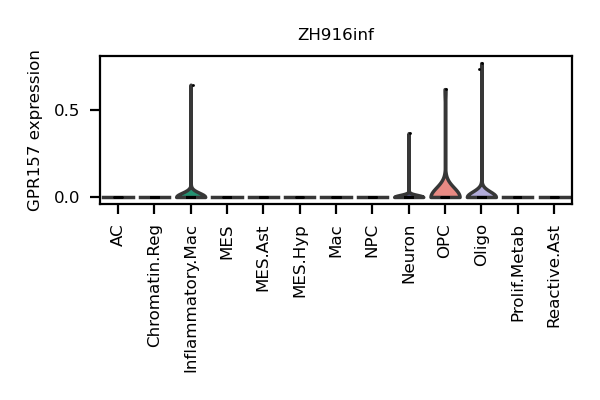 ZH916inf
GPR157 expression
0.5
0.0
AC
Chromatin.Reg
Inflammatory.Mac
MES
MES.Ast
MES.Hyp
Mac
NPC
Neuron
OPC
Oligo
Prolif.Metab
Reactive.Ast